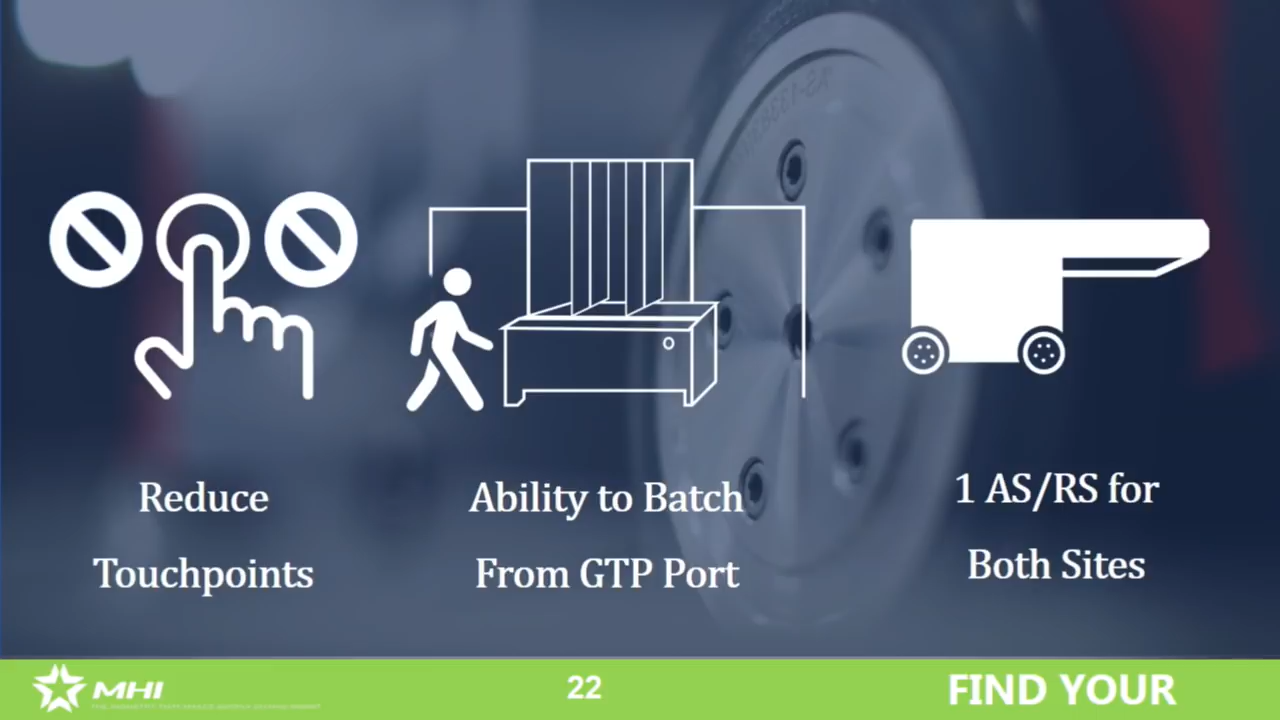 Reduce
Touchpoints
Ability to Batch
From GTP Port
1 AS/RS for
Both Sites
MHI
22
FIND YOUR